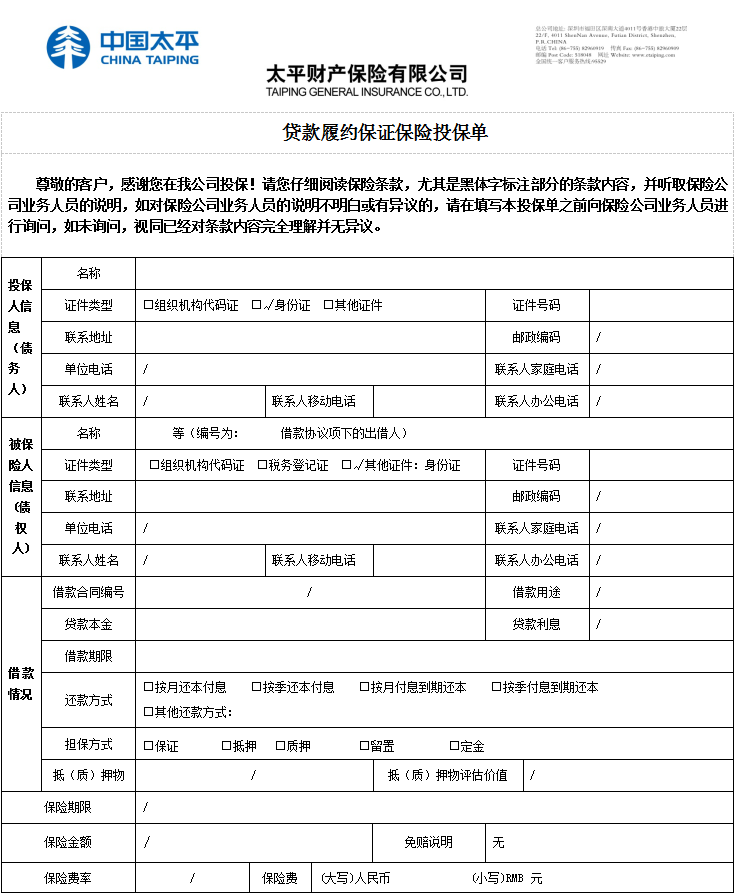 中国太平
CHINA TAIPING
总公司地址: 深圳市福田区深南大道4011号香港中旅大厦22层
22/F, 4011 ShenNan Avenue, Futian District, Shenzhen,
P.R.CHINA
电话 Tel: (86-755) 82960919 传真 Fax: (86-755) 82960949
邮编 Post Code: 518048 网址 Website: www.etaiping.com
全国统一客户服务热线:95529
太平财产保险有限公司
TAIPING GENERAL INSURANCE CO.,LTD.
贷款履约保证保险投保单
尊敬的客户，感谢您在我公司投保！请您仔细阅读保险条款，尤其是黑体字标注部分的条款内容，并听取保险公
司业务人员的说明，如对保险公司业务人员的说明不明白或有异议的，请在填写本投保单之前向保险公司业务人员进
行询问，如未询问，视同已经对条款内容完全理解并无异议。
投保
人信
息
（债
务
人）
名称
证件类型 □组织机构代码证 □√身份证 □其他证件 证件号码
联系地址 邮政编码 /
单位电话 / 联系人家庭电话 /
联系人姓名 / 联系人移动电话 联系人办公电话 /
被保
险人
信息
（债
权
人）
名称 等（编号为： 借款协议项下的出借人）
证件类型 □组织机构代码证 □税务登记证 □√其他证件：身份证 证件号码
联系地址 邮政编码 /
单位电话 / 联系人家庭电话 /
联系人姓名 / 联系人移动电话 联系人办公电话 /
借款
情况
借款合同编号 / 借款用途 /
贷款本金 贷款利息 /
借款期限
还款方式 □按月还本付息 □按季还本付息 □按月付息到期还本 □按季付息到期还本
□其他还款方式：
担保方式 □保证 □抵押 □质押 □留置 □定金
抵（质）押物 / 抵（质）押物评估价值 /
保险期限 /
保险金额 / 免赔说明 无
保险费率 / 保险费 (大写)人民币 (小写)RMB 元